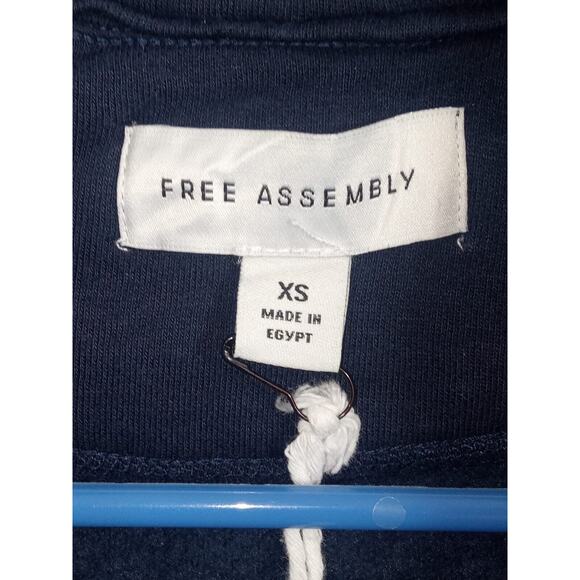 FREE ASSEMBLY
XS
MADE IN
EGYPT